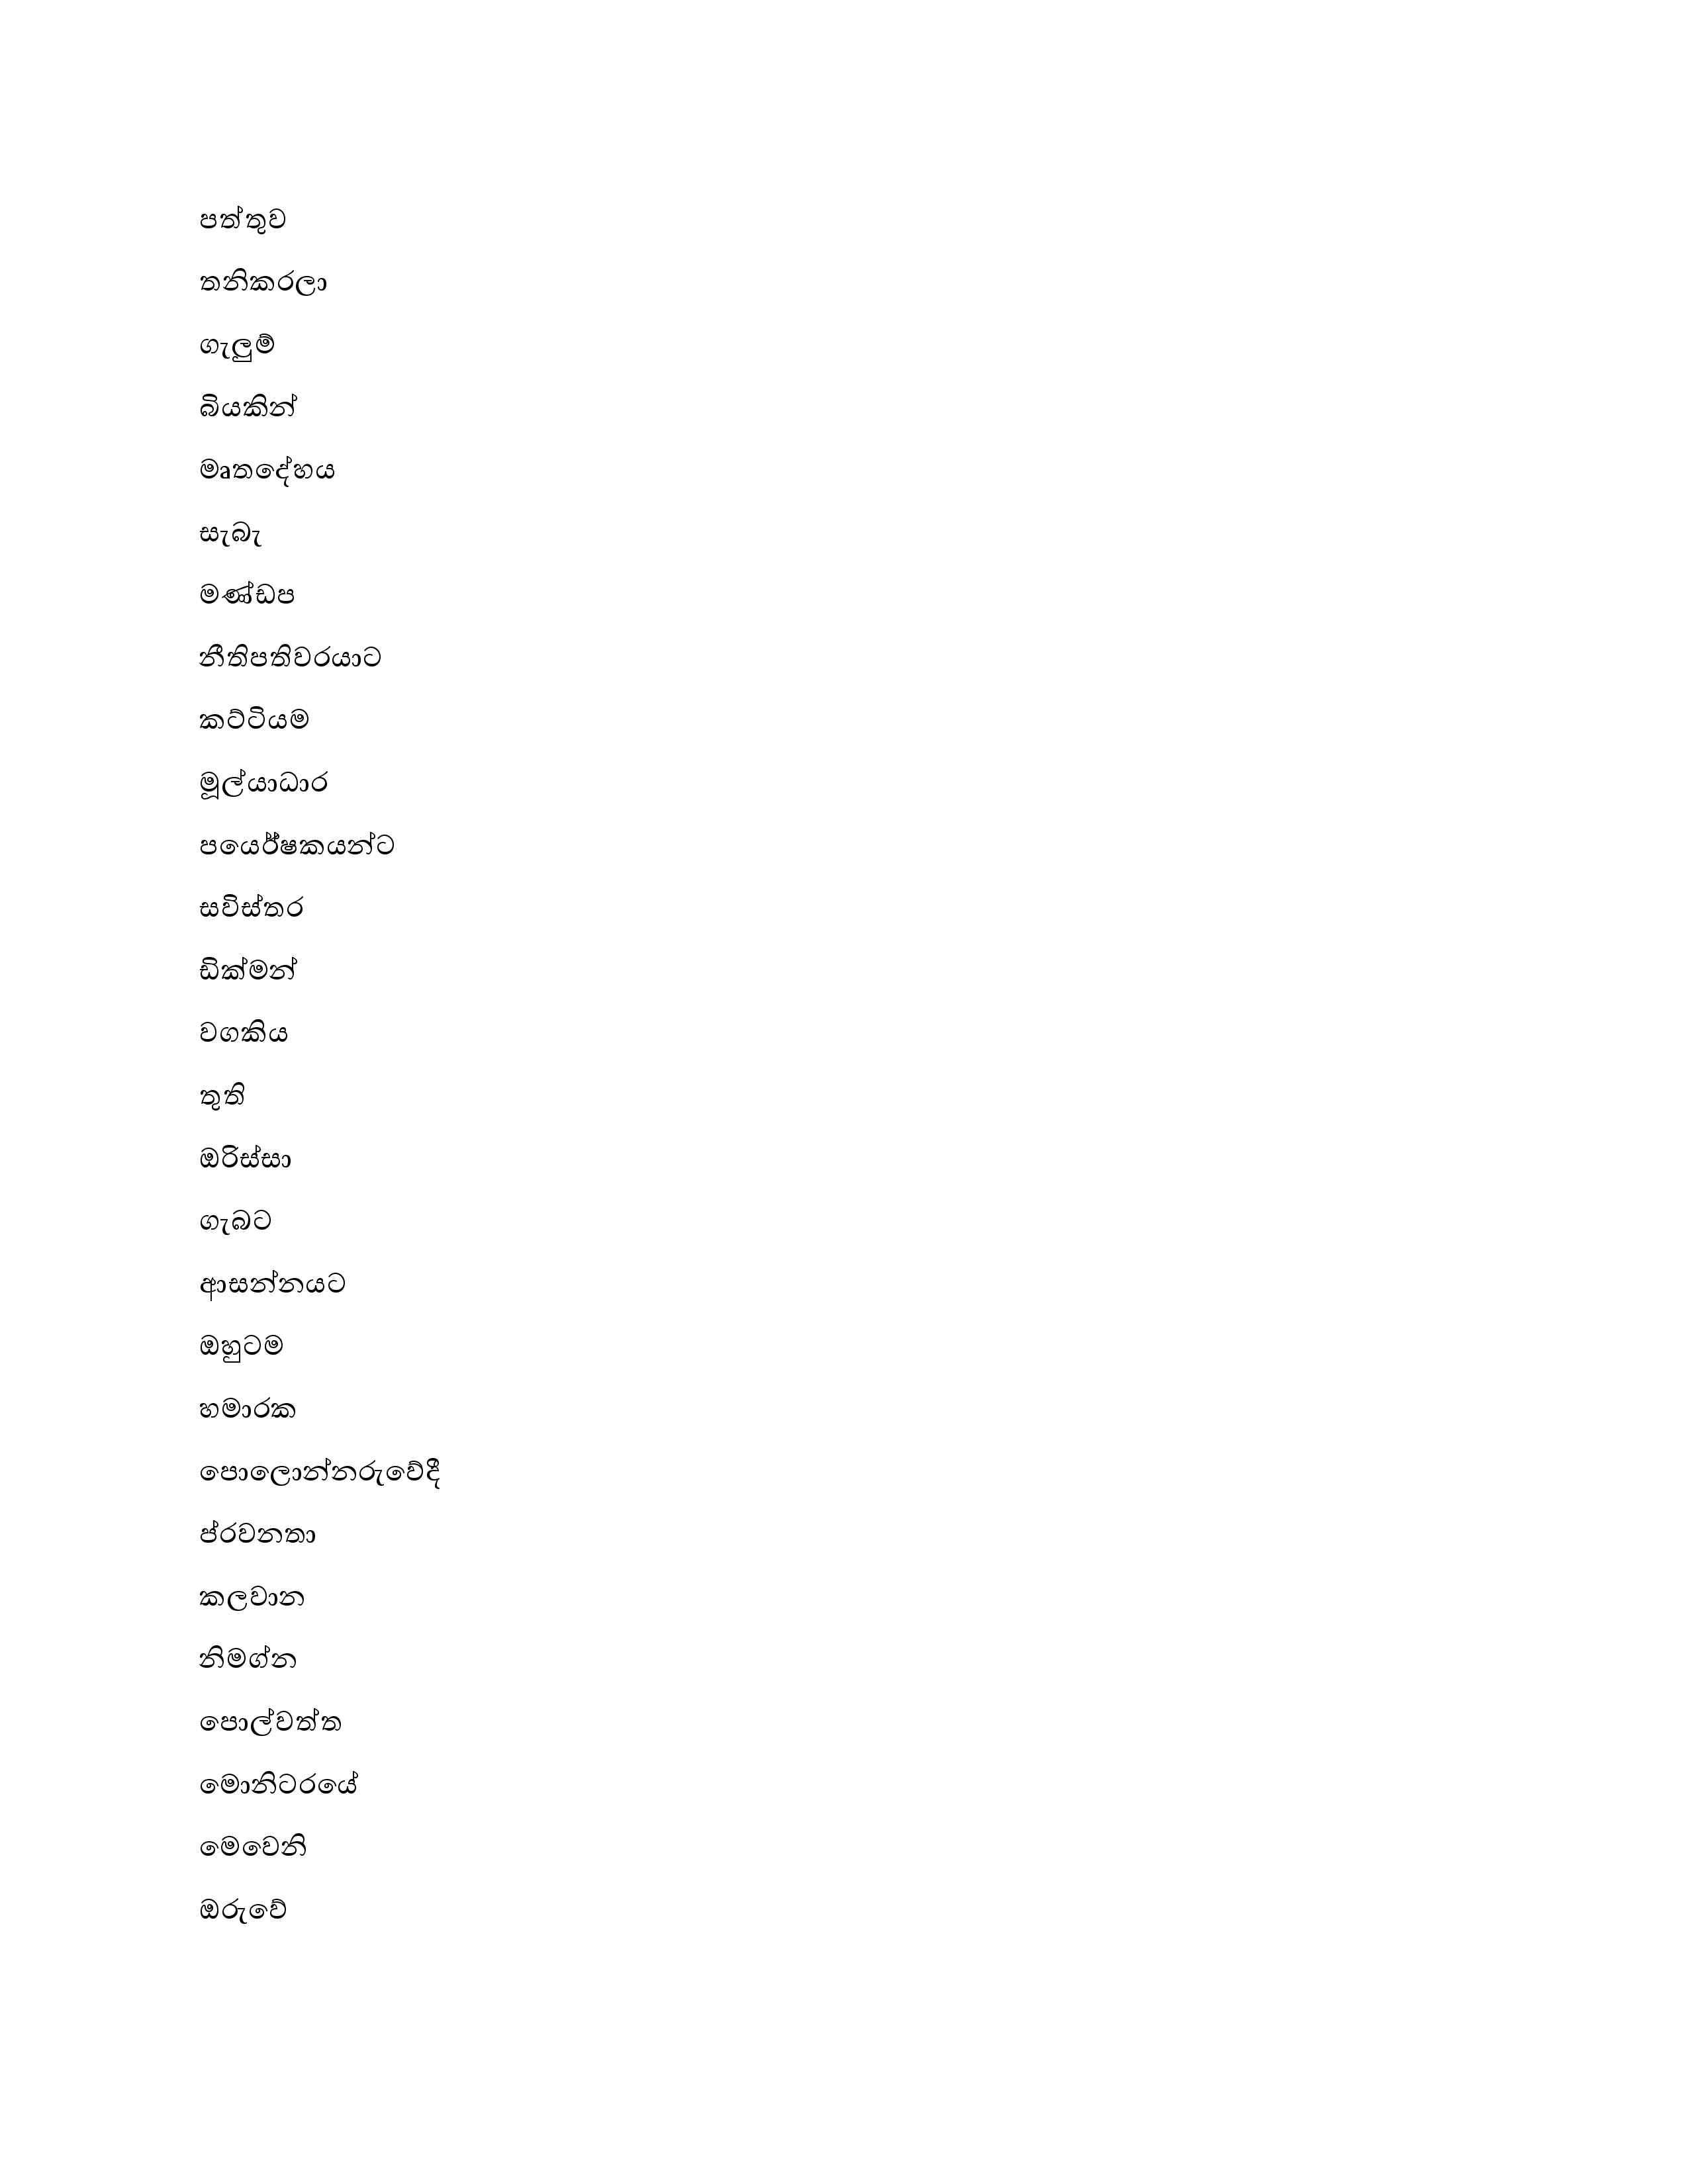 පත්තුව
තනිකරලා
ගැලුම්
බියකින්
මෘතදේහය
සැබැ
මණ්ඩප
නීතිපතිවරයාට
කට්ටියම
මූල්යාධාර
පර්යේෂකයන්ට
සවිස්තර
ඩික්මන්
වගකිය
තුති
ඔරිස්සා
ගැබට
ආසන්නයට
ඔහුටම
හමාරක
පොලොන්නරුවේදී
ප්රවනතා
කලවාන
නිමග්න
පොල්වත්ත
මොනිටරයේ
මෙවෙනි
ඔරුවේ